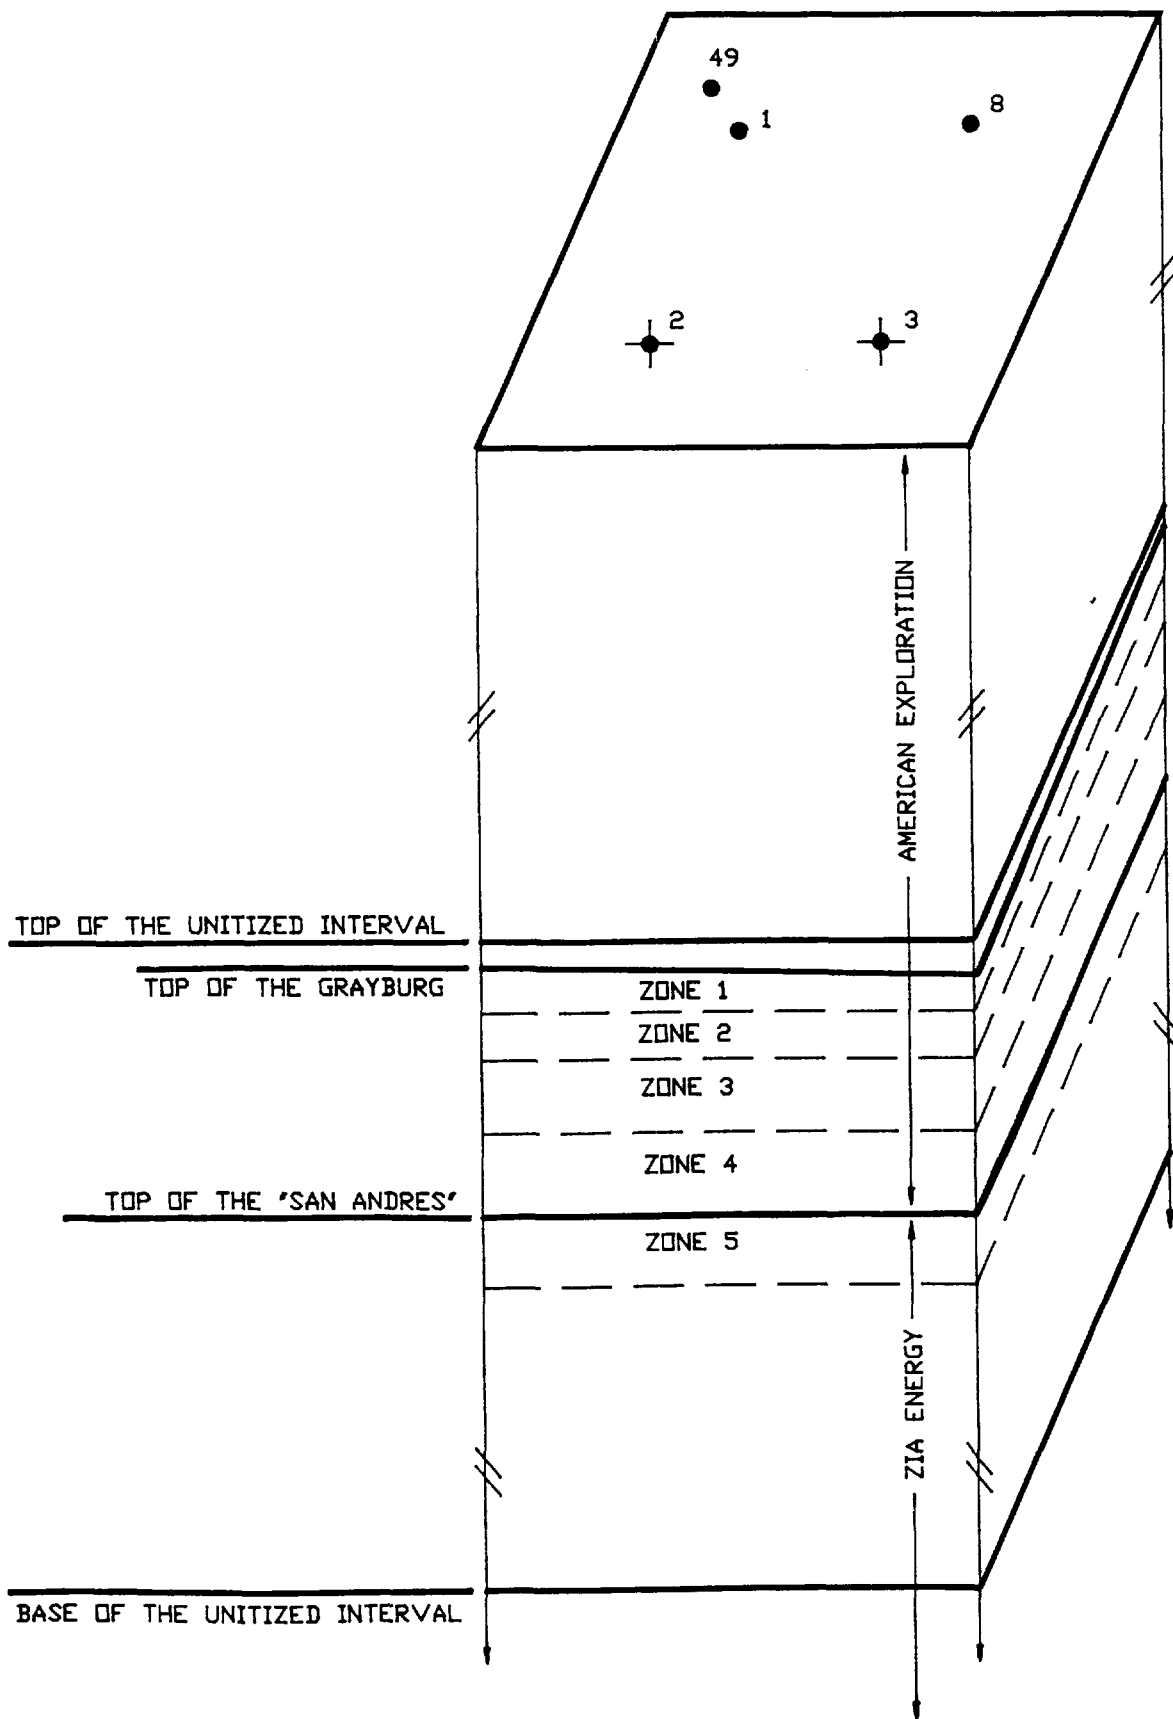 49
1
8
2
3
AMERICAN EXPLORATION
TOP OF THE UNITIZED INTERVAL
TOP OF THE GRAYBURG
ZONE 1
ZONE 2
ZONE 3
ZONE 4
TOP OF THE "SAN ANDRES"
ZONE 5
ZIA ENERGY
BASE OF THE UNITIZED INTERVAL